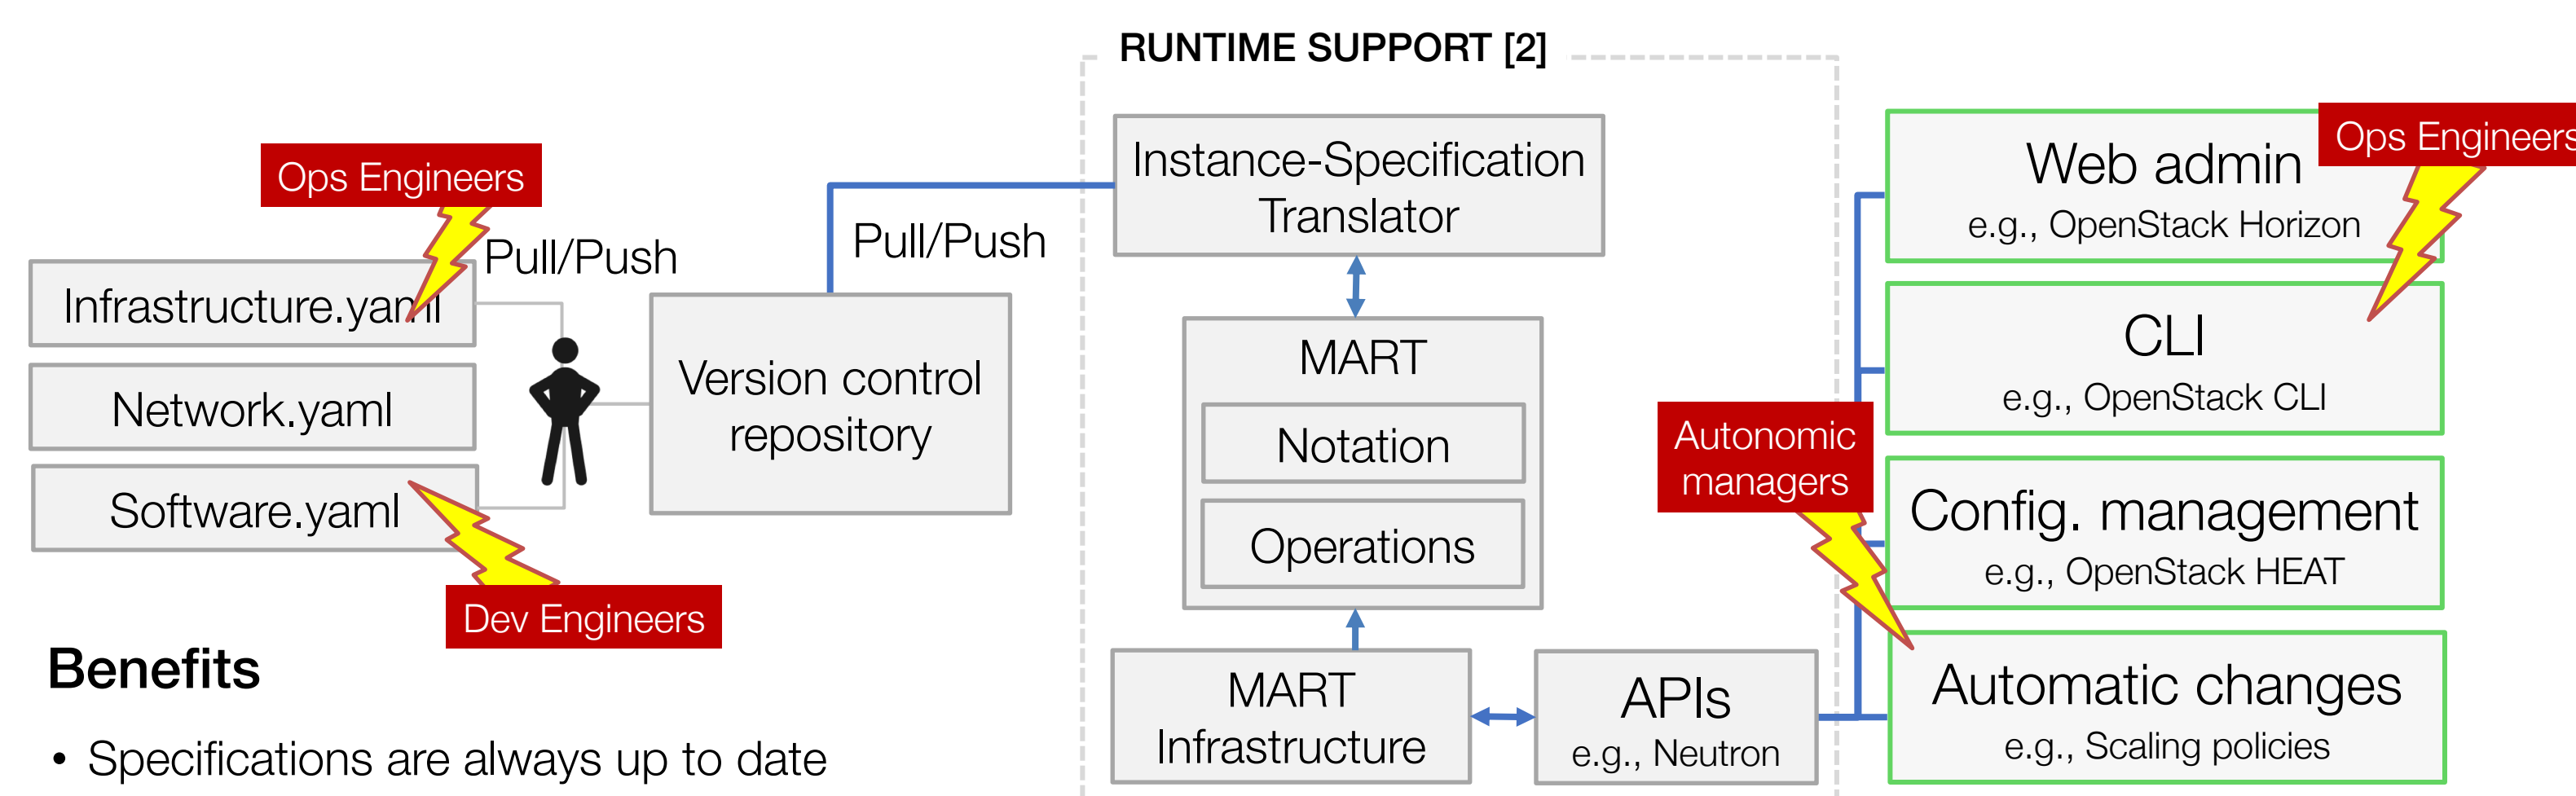 RUNTIME SUPPORT [2]
Ops Engineers
Pull/Push
Infrastructure.yaml
Network.yaml
Software.yaml
Dev Engineers
Version control
repository
Pull/Push
Instance-Specification
Translator
MART
Notation
Operations
MART
Infrastructure
APIs
e.g., Neutron
Autonomic
managers
Ops Engineers
Web admin
e.g., OpenStack Horizon
CLI
e.g., OpenStack CLI
Config. management
e.g., OpenStack HEAT
Automatic changes
e.g., Scaling policies
Benefits
• Specifications are always up to date